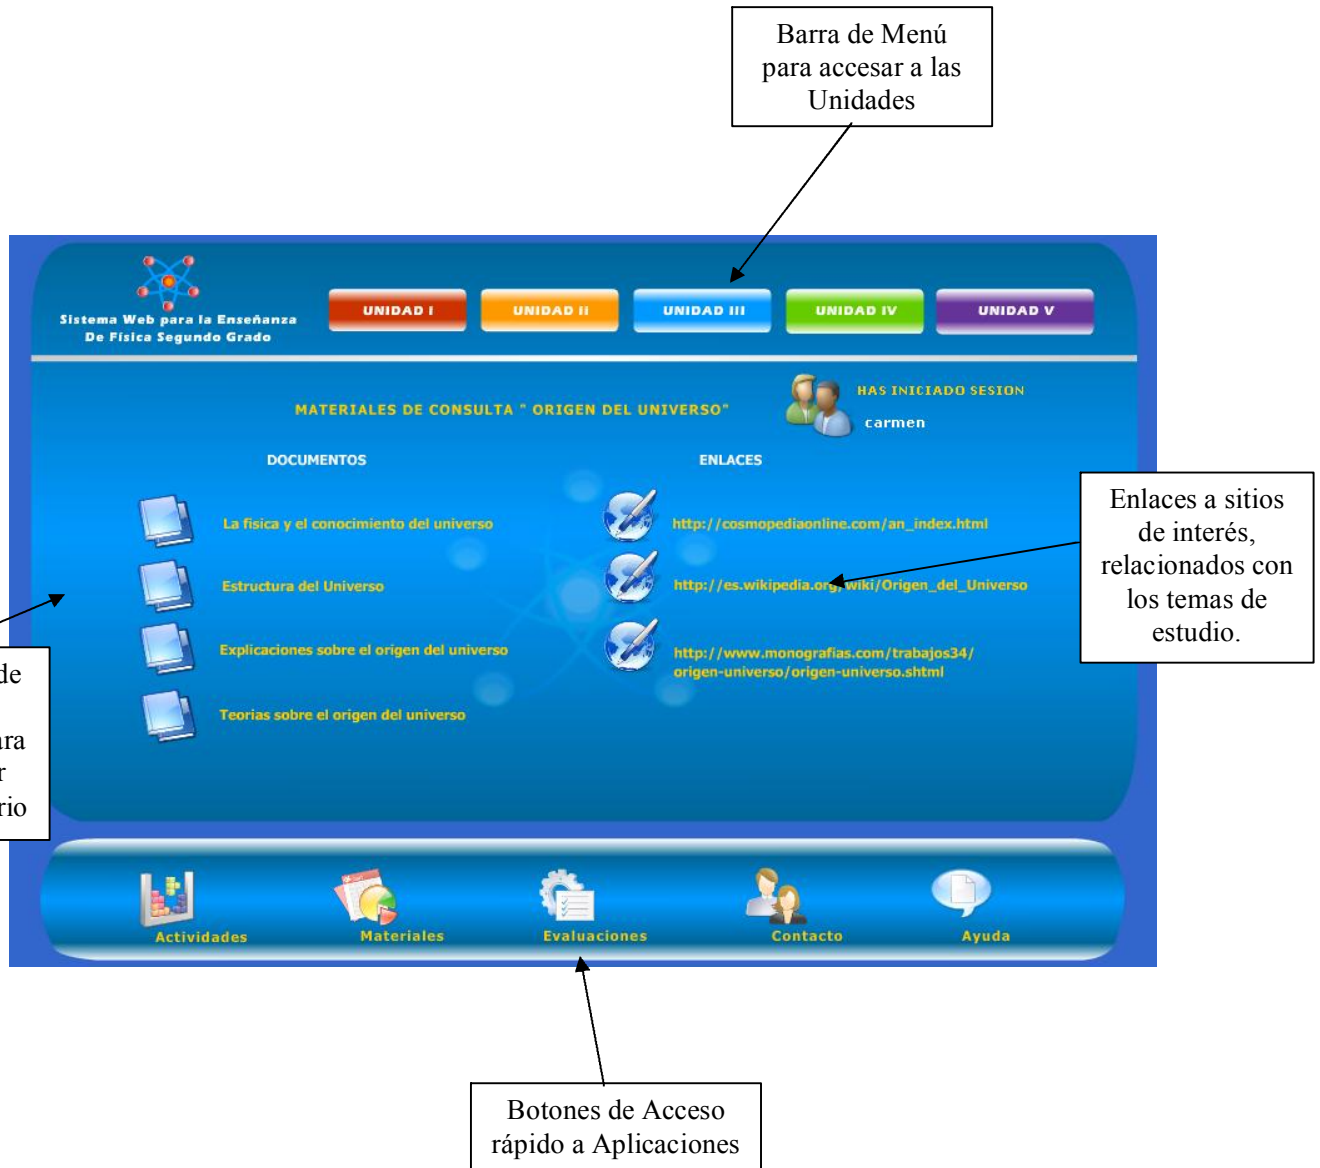 Barra de Menú
para accesar a las
Unidades
Sistema Web para la Enseñanza
De Física Segundo Grado
UNIDAD I
UNIDAD II
UNIDAD III
UNIDAD IV
UNIDAD V
MATERIALES DE CONSULTA " ORIGEN DEL UNIVERSO"
HAS INICIADO SESION
carmen
DOCUMENTOS
La fisica y el conocimiento del universo
Estructura del Universo
Explicaciones sobre el origen del universo
Teorias sobre el origen del universo
ENLACES
http://cosmopediaonline.com/an_index.html
http://es.wikipedia.org/wiki/Origen_del_Universo
http://www.monografias.com/trabajos34/
origen-universo/origen-universo.shtml
Enlaces a sitios
de interés,
relacionados con
los temas de
estudio.
de
Actividades
Materiales
Evaluaciones
Contacto
Ayuda
Botones de Acceso
rápido a Aplicaciones